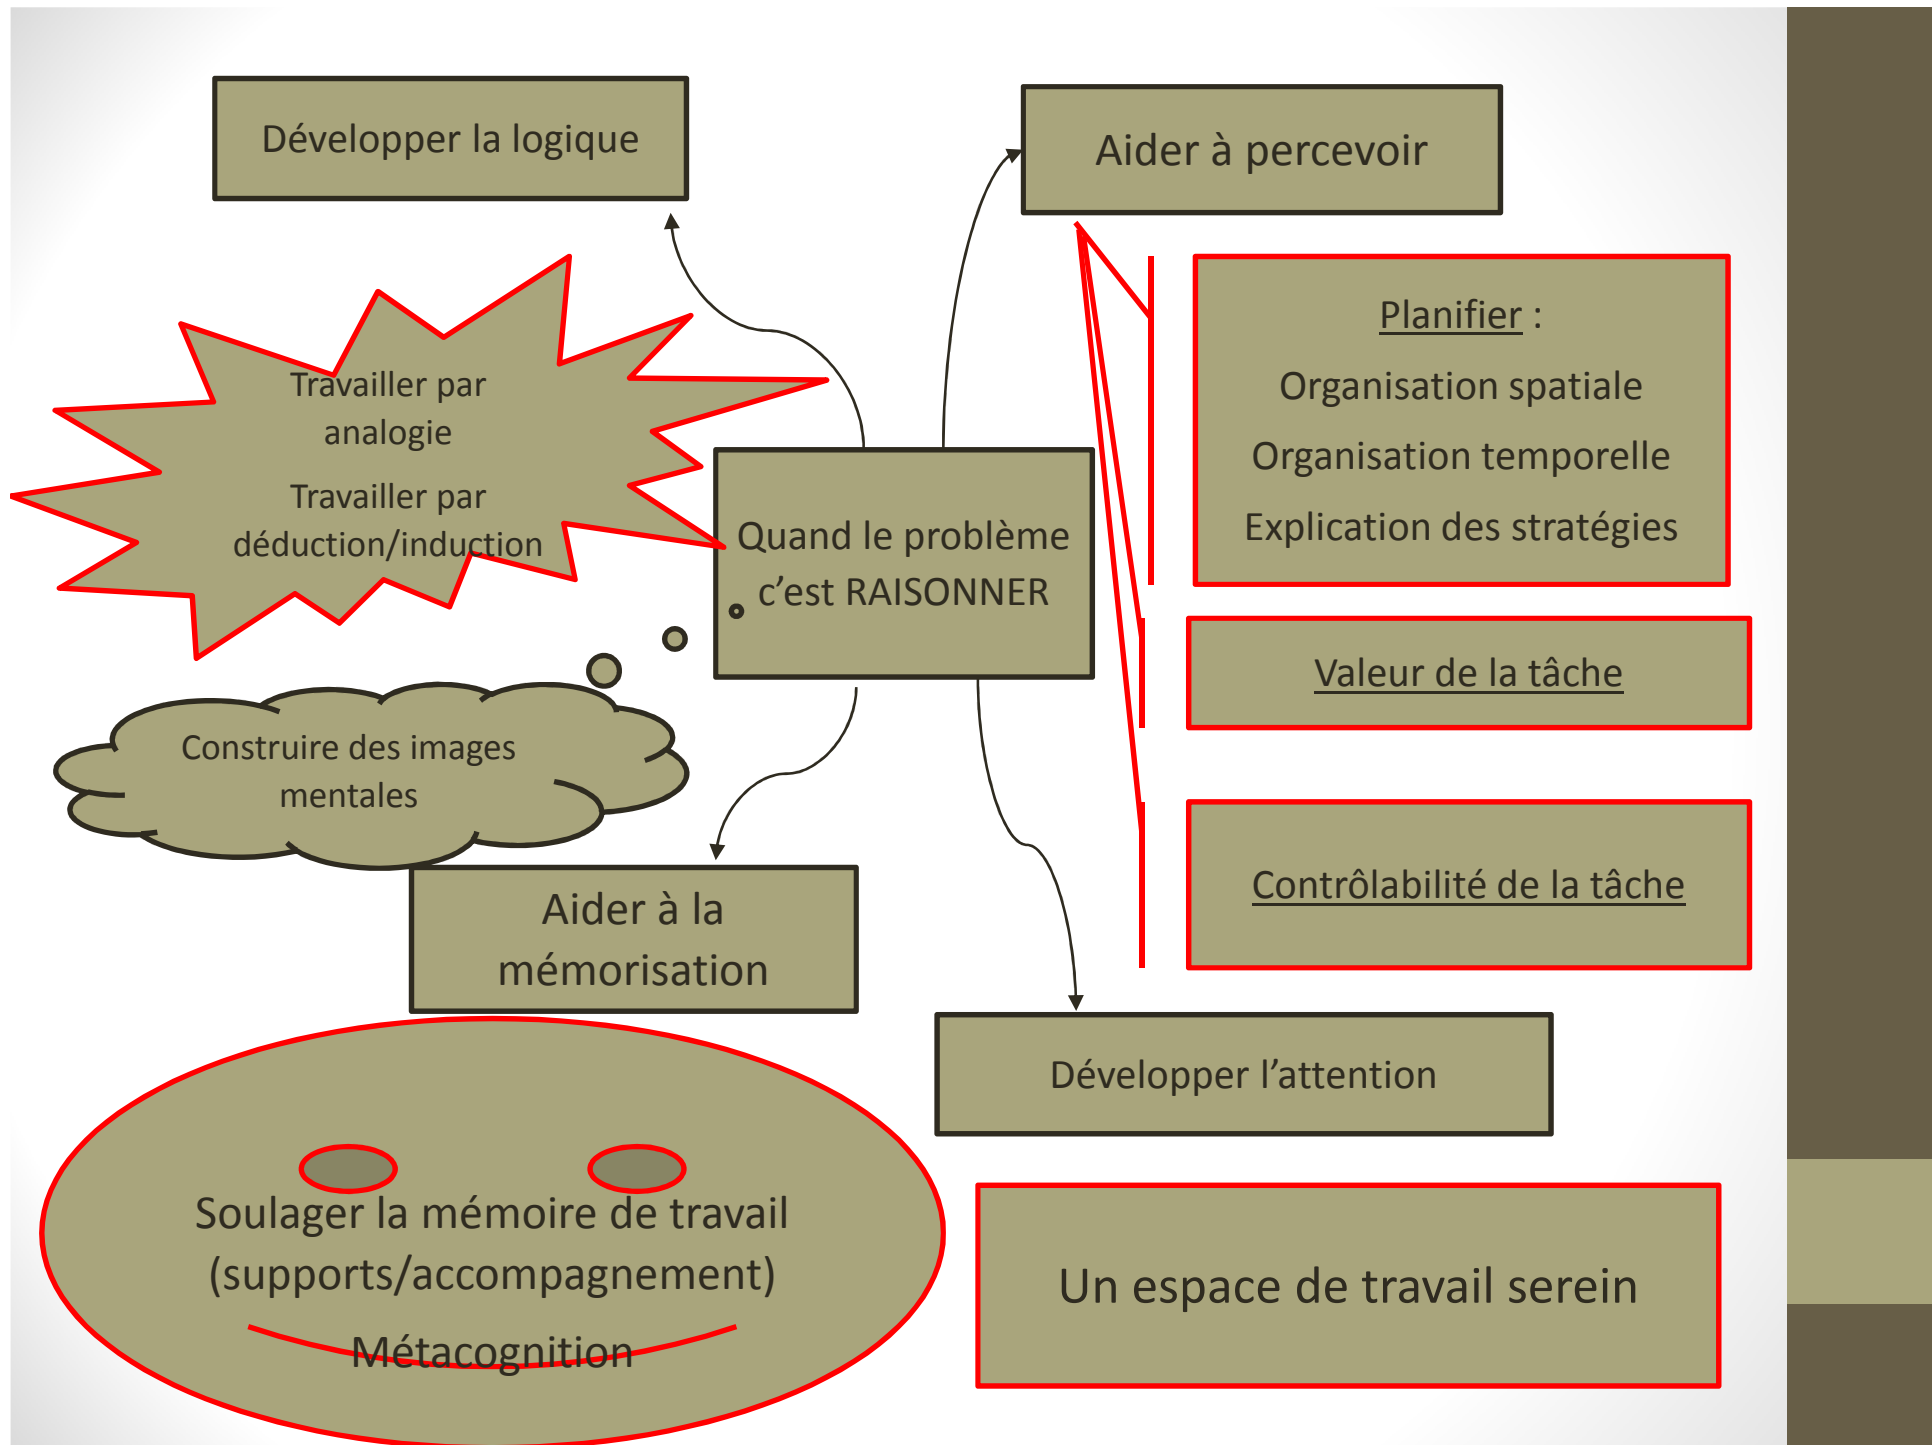 Développer la logique
Aider à percevoir
Travailler par
analogie
Travailler par
déduction/induction
Planifier :
Organisation spatiale
Organisation temporelle
Explication des stratégies
Quand le problème
c’est RAISONNER
Valeur de la tâche
Construire des images
mentales
Contrôlabilité de la tâche
Aider à la
mémorisation
Développer l’attention
Soulager la mémoire de travail
(supports/accompagnement)
Métacognition
Un espace de travail serein